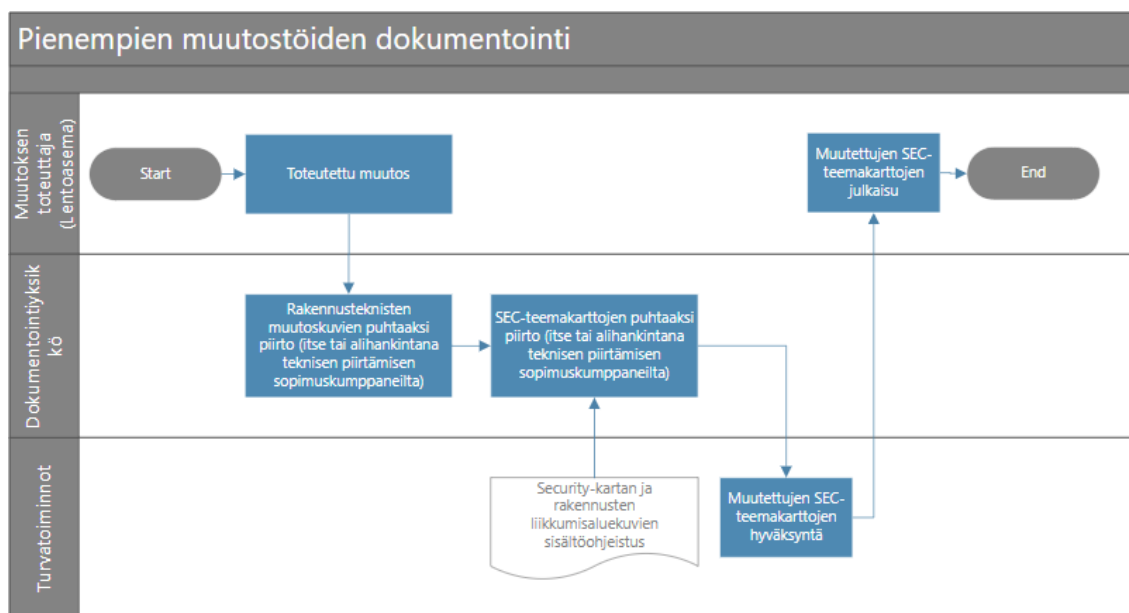 Pienempien muutostöiden dokumentointi
Muutoksen
toteuttaja
(Lentoasema)
Start
Toteutettu muutos
Muutettujen SEC-
teemakarttojen
julkaisu
End
Dokumentointiyksik
kö
Rakennusteknisten
muutoskuvien puhtaaksi
piirto (itse tai alihankintana
teknisen piirtämisen
sopimuskumppaneilta)
SEC-teemakarttojen puhtaaksi
piirto (itse tai alihankintana
teknisen piirtämisen
sopimuskumppaneilta)
Turvatoiminnot
Security-kartan ja
rakennusten
liikkumisaluekuvien
sisältöohjeistus
Muutettujen SEC-
teemakarttojen
hyväksyntä